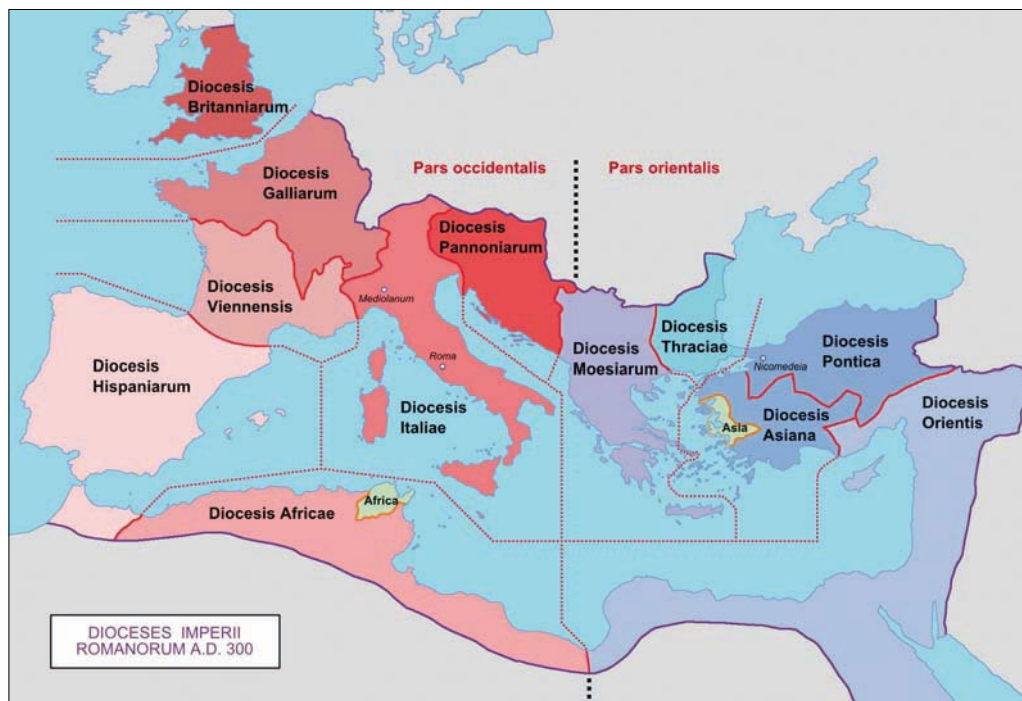 Diocesis
Britanniarum
Diocesis
Galliarum
Pars occidentalis
Pars orientalis
Diocesis
Pannoniarum
Diocesis
Viennensis
Mediolanum
Roma
Diocesis
Hispaniarum
Diocesis
Italiae
Diocesis
Moesiarum
Diocesis
Thraciae
Nicomedeia
Diocesis
Pontica
Diocesis
Orientis
Asia
Diocesis
Asiana
Africa
Diocesis Africae
DIOCESES IMPERII
ROMANORUM A.D. 300